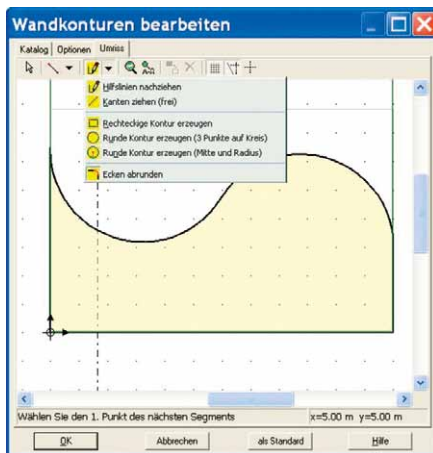 Wandkonturen bearbeiten
Katalog Optionen Umriss
Hilfslinien nachziehen
Kanten ziehen (frei)
Rechteckige Kontur erzeugen
Runde Kontur erzeugen (3 Punkte auf Kreis)
Runde Kontur erzeugen (Mitte und Radius)
Ecken abrunden
Wählen Sie den 1. Punkt des nächsten Segments x=5.00 m y=5.00 m
OK Abbrechen als Standard Hilfe